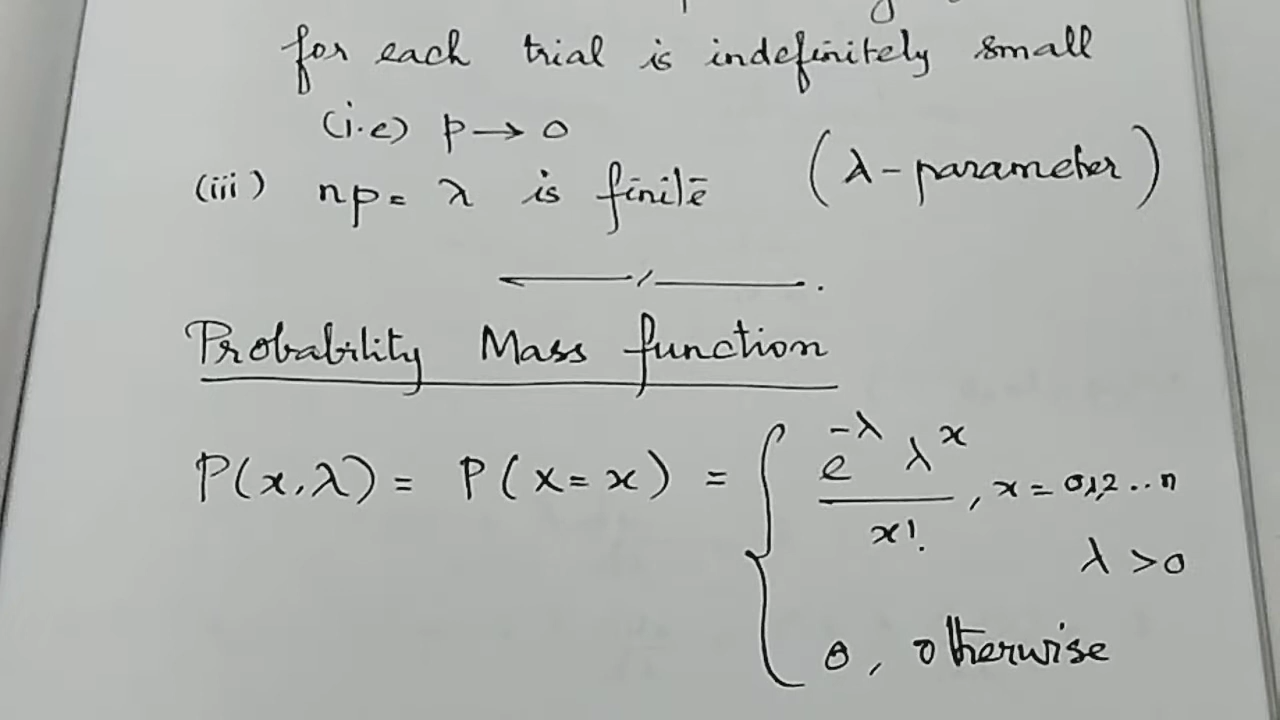 for each trial is indefinitely small
(i.e) p → 0
(iii) np = λ is finite (λ - parameter)
Probability Mass function
P(x, λ) = P(X = x) = { e^-λ λ^x / x! , x = 0,1,2..n
λ > 0
0, otherwise